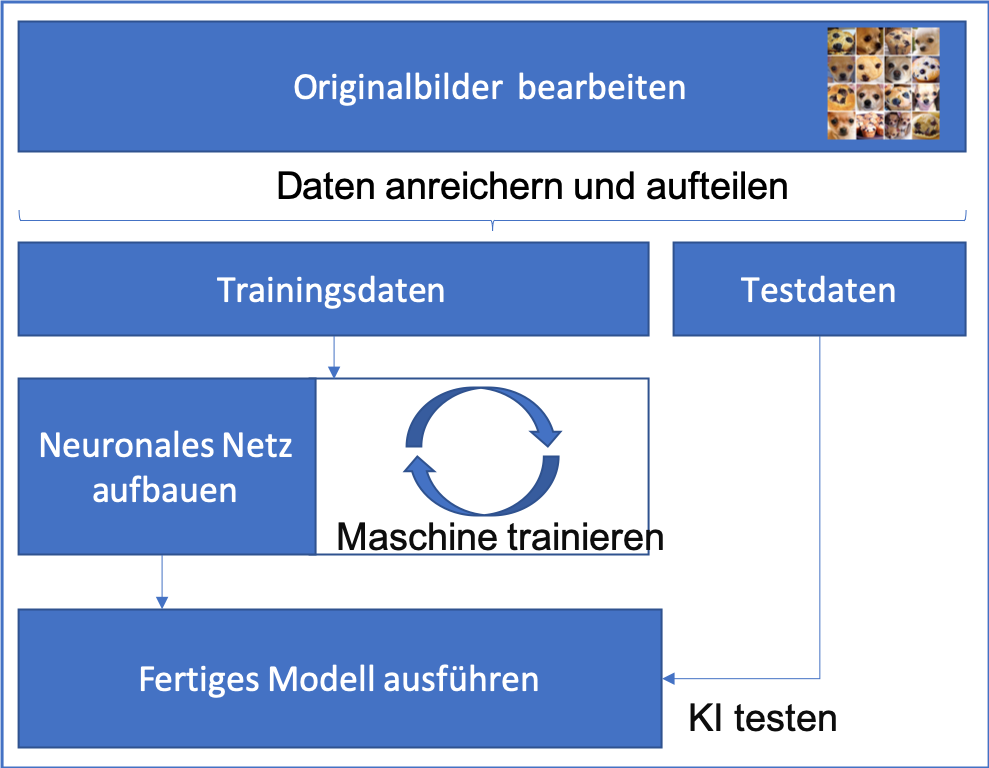 Originalbilder bearbeiten
Daten anreichern und aufteilen
Trainingsdaten
Testdaten
Neuronales Netz
aufbauen
Maschine trainieren
Fertiges Modell ausführen
KI testen